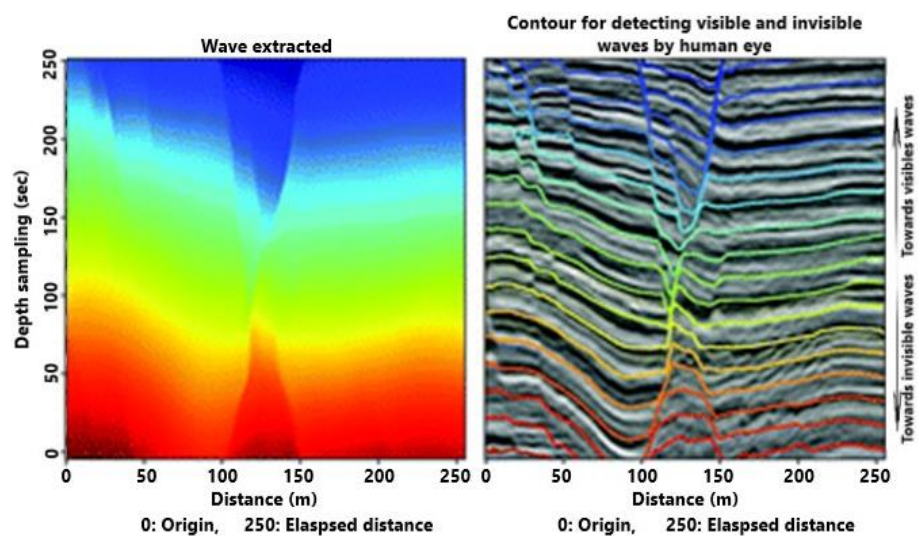 Wave extracted
Contour for detecting visible and invisible
waves by human eye
Depth sampling (sec)
250
200
150
100
50
0
0 50 100 150 200 250
Distance (m)
0: Origin, 250: Elaspsed distance
0 50 100 150 200 250
Distance (m)
0: Origin, 250: Elaspsed distance
Towards visibles waves
Towards invisible waves